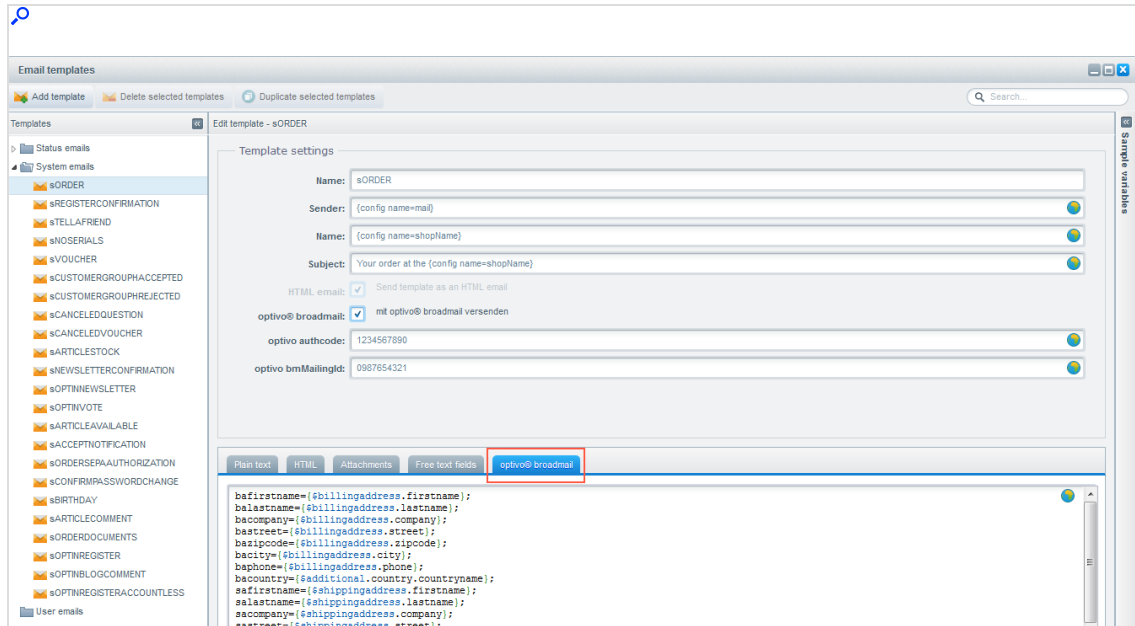 Email templates
Add template Delete selected templates Duplicate selected templates Search...
Templates
Status emails
System emails
sORDER
sREGISTERCONFIRMATION
sTELLAFRIEND
sNOSERIALS
sVOUCHER
sCUSTOMERGROUPHACCEPTED
sCUSTOMERGROUPHREJECTED
sCANCELEDQUESTION
sCANCELEDVOUCHER
sARTICLESTOCK
sNEWSLETTERCONFIRMATION
sOPTINNEWSLETTER
sOPTINVOTE
sARTICLEAVAILABLE
sACCEPTNOTIFICATION
sORDERSEPAAUTHORIZATION
sCONFIRMPASSWORDCHANGE
sBIRTHDAY
sARTICLECOMMENT
sORDERDOCUMENTS
sOPTINREGISTER
sOPTINBLOGCOMMENT
sOPTINREGISTERACCOUNTLESS
User emails
Edit template - sORDER
Template settings
Name: sORDER
Sender: {config name=mail}
Name: {config name=shopName}
Subject: Your order at the {config name=shopName}
HTML email: Send template as an HTML email
optivo® broadmail: mit optivo® broadmail versenden
optivo authcode: 1234567890
optivo bmMailingId: 0987654321
Plain text HTML Attachments Free text fields optivo® broadmail
bafirstname={$billingaddress.firstname};
balastname={$billingaddress.lastname};
bacompany={$billingaddress.company};
bastreet={$billingaddress.street};
bazipcode={$billingaddress.zipcode};
bacity={$billingaddress.city};
baphone={$billingaddress.phone};
bacountry={$additional.country.countryname};
safirstname={$shippingaddress.firstname};
salastname={$shippingaddress.lastname};
sacompany={$shippingaddress.company};
sastreet={$shippingaddress.street};
Sample variables